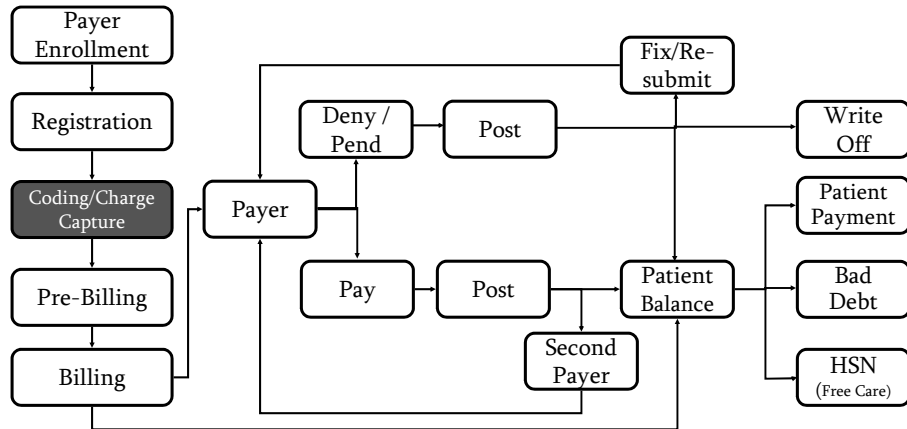 Payer
Enrollment
Registration
Coding/Charge
Capture
Pre-Billing
Billing
Payer
Deny /
Pend
Post
Fix/Re-
submit
Write
Off
Pay
Post
Second
Payer
Patient
Balance
Patient
Payment
Bad
Debt
HSN
(Free Care)